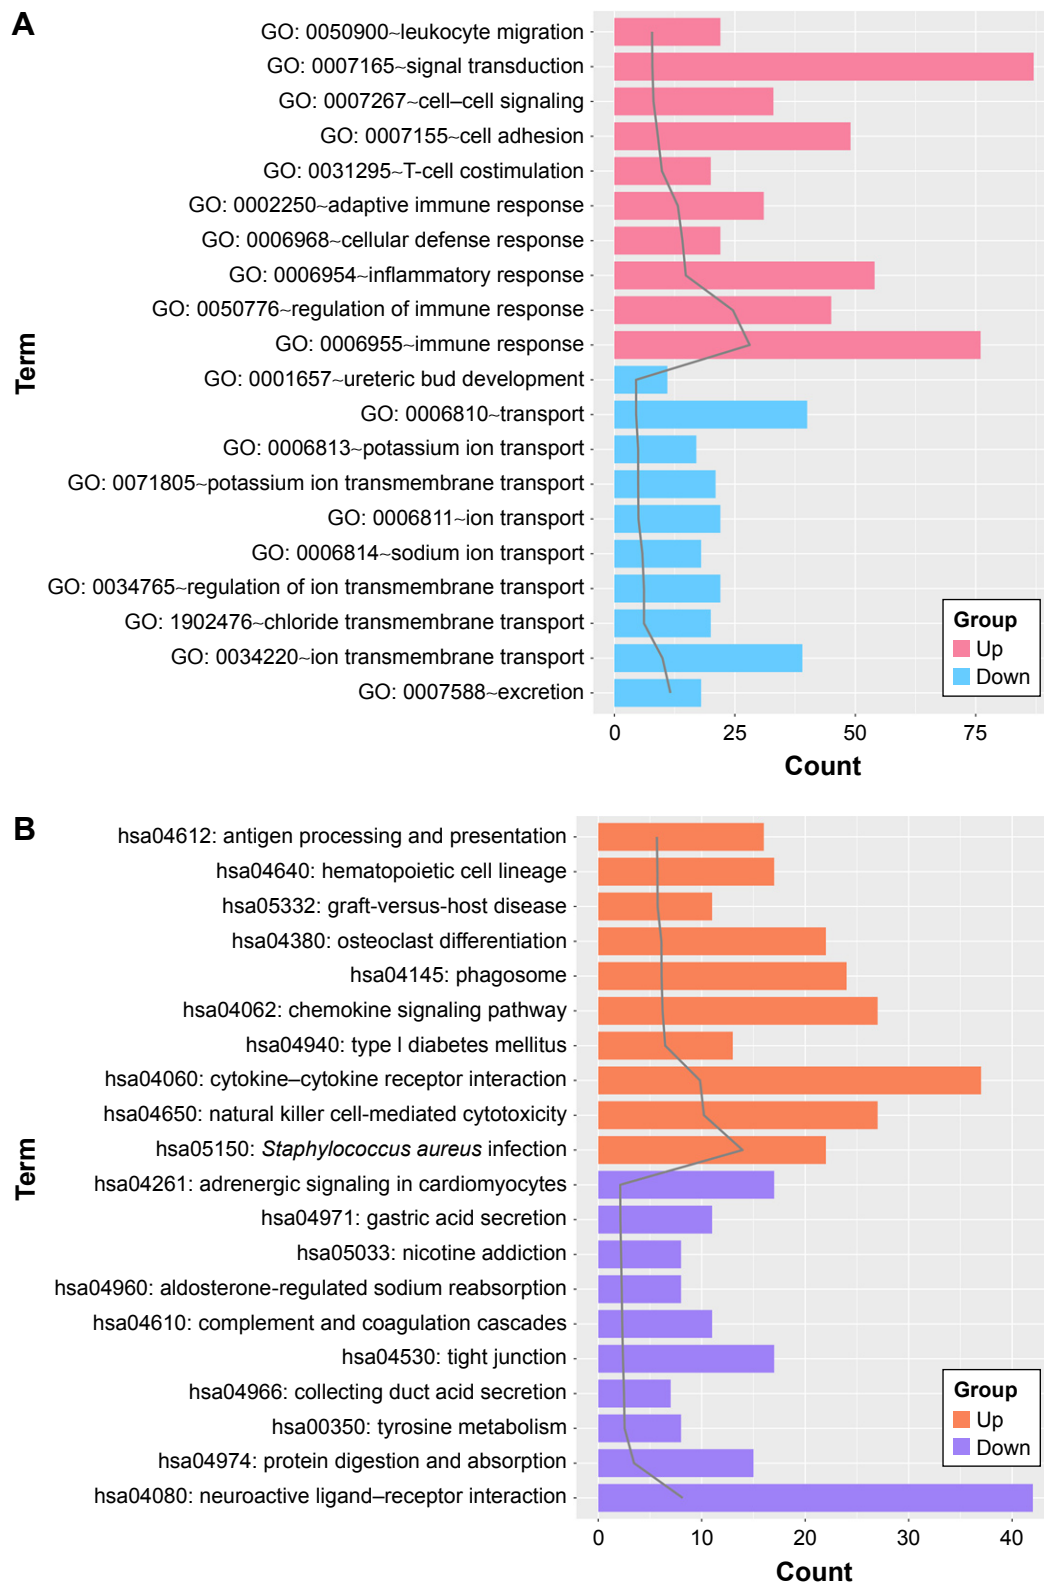 A
GO: 0050900~leukocyte migration
GO: 0007165~signal transduction
GO: 0007267~cell–cell signaling
GO: 0007155~cell adhesion
GO: 0031295~T-cell costimulation
GO: 0002250~adaptive immune response
GO: 0006968~cellular defense response
GO: 0006954~inflammatory response
GO: 0050776~regulation of immune response
GO: 0006955~immune response
GO: 0001657~ureteric bud development
GO: 0006810~transport
GO: 0006813~potassium ion transport
GO: 0071805~potassium ion transmembrane transport
GO: 0006811~ion transport
GO: 0006814~sodium ion transport
GO: 0034765~regulation of ion transmembrane transport
GO: 1902476~chloride transmembrane transport
GO: 0034220~ion transmembrane transport
GO: 0007588~excretion
Term
Group
Up
Down
0 25 50 75
Count
B
hsa04612: antigen processing and presentation
hsa04640: hematopoietic cell lineage
hsa05332: graft-versus-host disease
hsa04380: osteoclast differentiation
hsa04145: phagosome
hsa04062: chemokine signaling pathway
hsa04940: type I diabetes mellitus
hsa04060: cytokine–cytokine receptor interaction
hsa04650: natural killer cell-mediated cytotoxicity
hsa05150: Staphylococcus aureus infection
hsa04261: adrenergic signaling in cardiomyocytes
hsa04971: gastric acid secretion
hsa05033: nicotine addiction
hsa04960: aldosterone-regulated sodium reabsorption
hsa04610: complement and coagulation cascades
hsa04530: tight junction
hsa04966: collecting duct acid secretion
hsa00350: tyrosine metabolism
hsa04974: protein digestion and absorption
hsa04080: neuroactive ligand–receptor interaction
Term
Group
Up
Down
0 10 20 30 40
Count